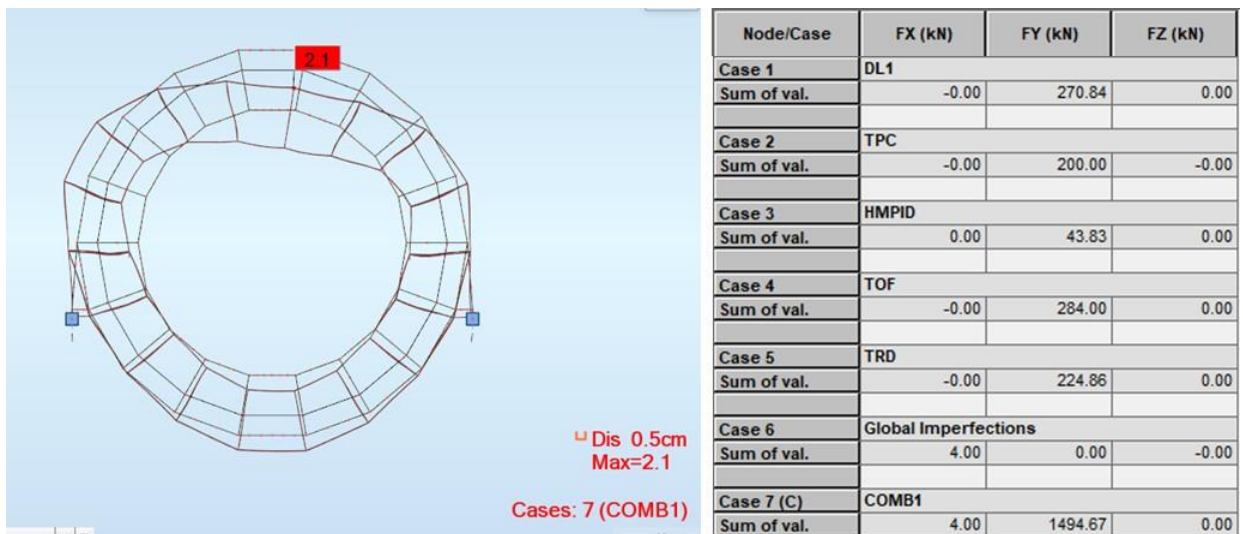 2.1
Dis 0.5cm
Max=2.1
Cases: 7 (COMB1)
Node/Case FX (kN) FY (kN) FZ (kN)
Case 1 DL1
Sum of val. -0.00 270.84 0.00
Case 2 TPC
Sum of val. -0.00 200.00 -0.00
Case 3 HMPID
Sum of val. 0.00 43.83 0.00
Case 4 TOF
Sum of val. -0.00 284.00 0.00
Case 5 TRD
Sum of val. -0.00 224.86 0.00
Case 6 Global Imperfections
Sum of val. 4.00 0.00 -0.00
Case 7 (C) COMB1
Sum of val. 4.00 1494.67 0.00